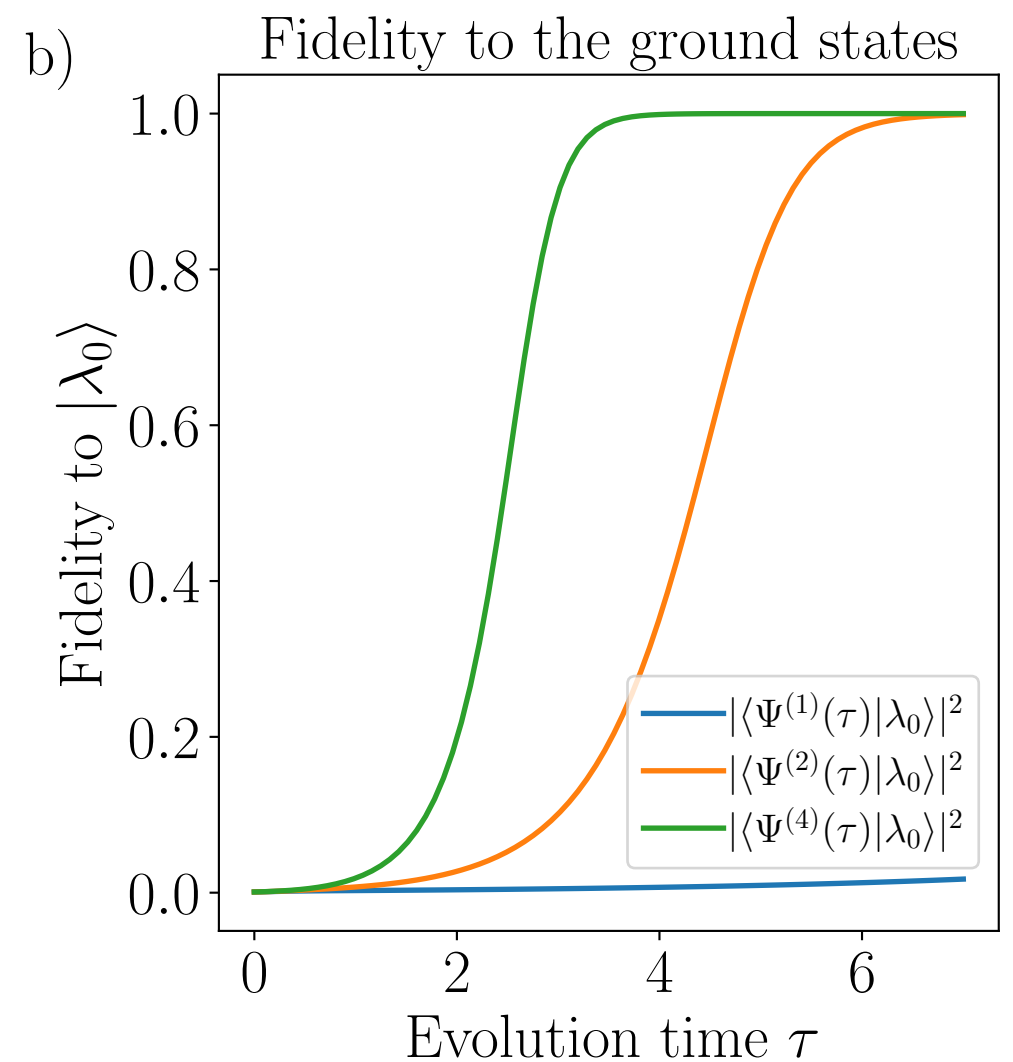 b)
Fidelity to the ground states
1.0
0.8
0.6
0.4
0.2
0.0
Fidelity to |λ₀⟩
|⟨Ψ⁽¹⁾(τ)|λ₀⟩|²
|⟨Ψ⁽²⁾(τ)|λ₀⟩|²
|⟨Ψ⁽⁴⁾(τ)|λ₀⟩|²
0 2 4 6
Evolution time τ